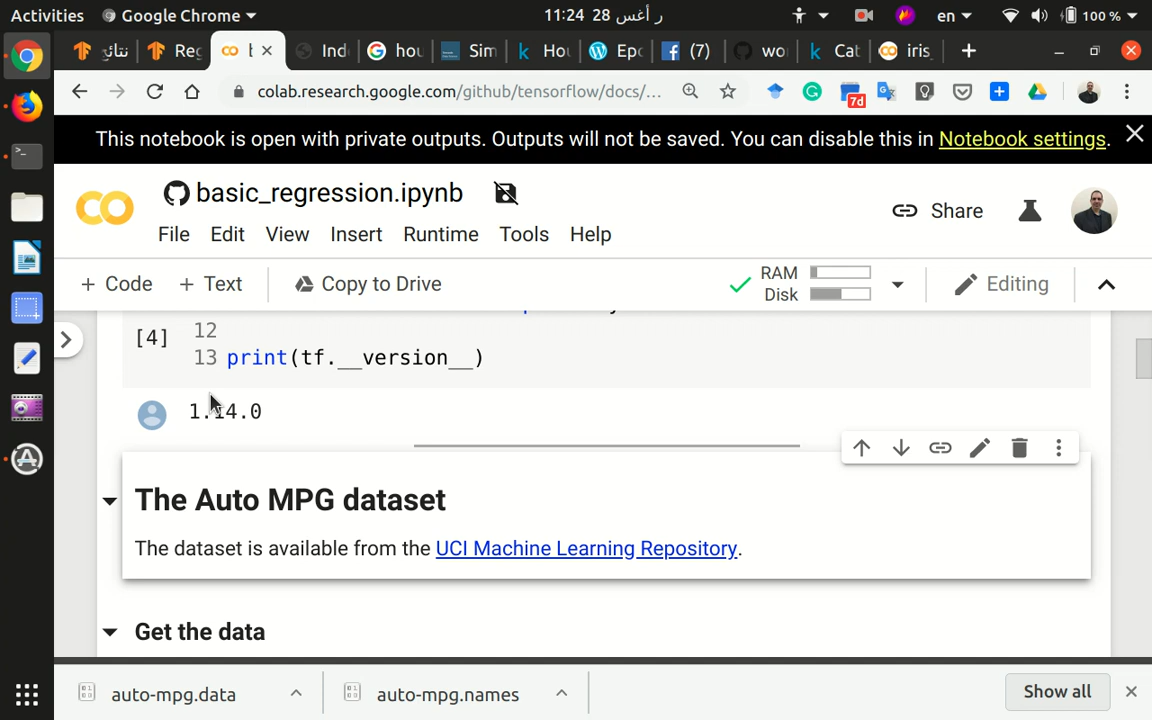 Activities Google Chrome ر أغس 28 11:24 en 100 %
نتائج Reg Ind hou Sim Hou Epo (7) wo Cat iris
colab.research.google.com/github/tensorflow/docs/... 7d
This notebook is open with private outputs. Outputs will not be saved. You can disable this in Notebook settings.
basic_regression.ipynb
Share
File Edit View Insert Runtime Tools Help
+ Code + Text Copy to Drive RAM Disk Editing
12
[4]
13 print(tf.__version__)
1.14.0
The Auto MPG dataset
The dataset is available from the UCI Machine Learning Repository.
Get the data
auto-mpg.data auto-mpg.names Show all